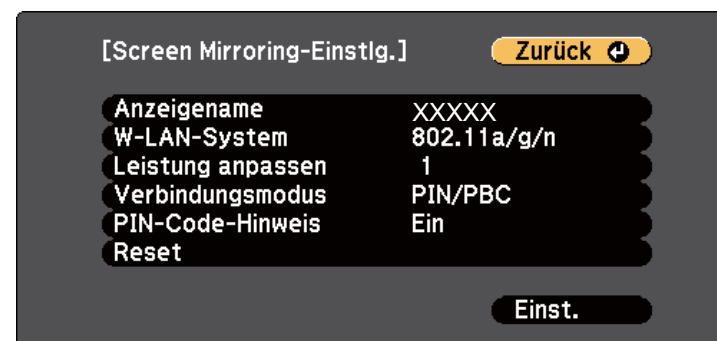 [Screen Mirroring-Einstlg.] Zurück
Anzeigename XXXXX
W-LAN-System 802.11a/g/n
Leistung anpassen 1
Verbindungsmodus PIN/PBC
PIN-Code-Hinweis Ein
Reset
Einst.